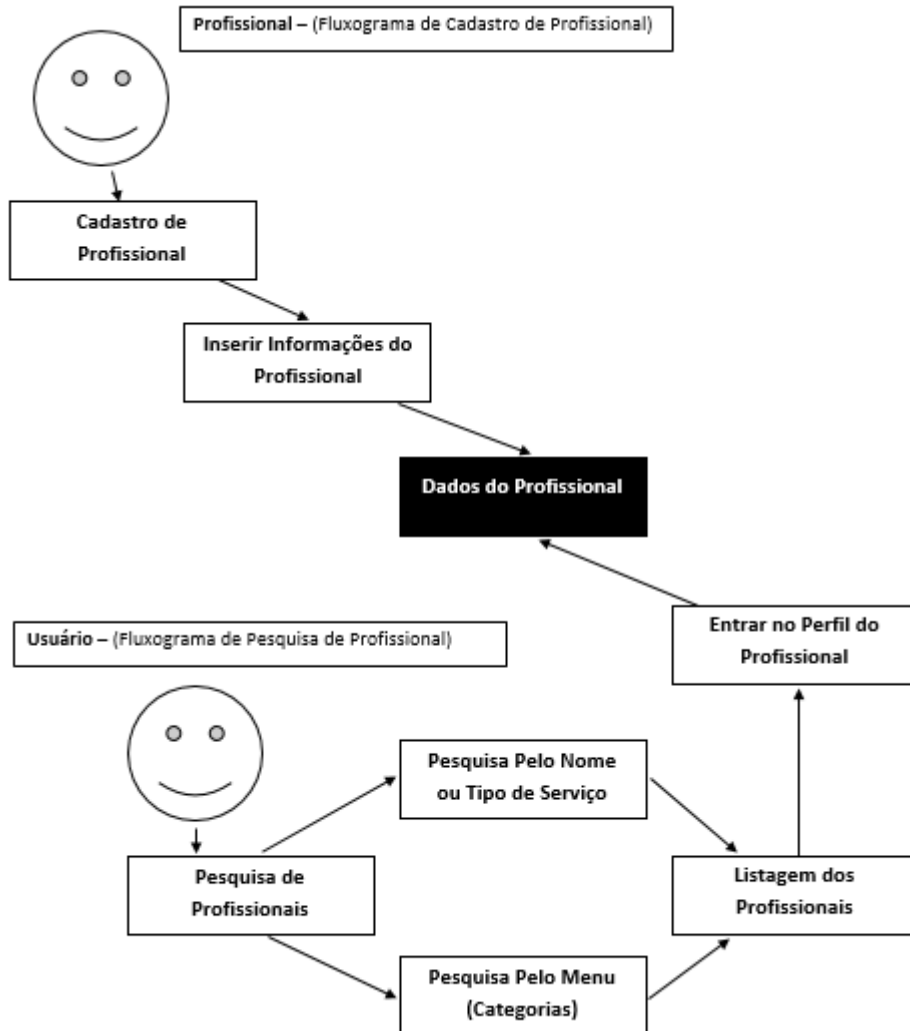 Profissional – (Fluxograma de Cadastro de Profissional)
Cadastro de
Profissional
Inserir Informações do
Profissional
Dados do Profissional
Entrar no Perfil do
Profissional
Usuário – (Fluxograma de Pesquisa de Profissional)
Pesquisa Pelo Nome
ou Tipo de Serviço
Pesquisa de
Profissionais
Listagem dos
Profissionais
Pesquisa Pelo Menu
(Categorias)